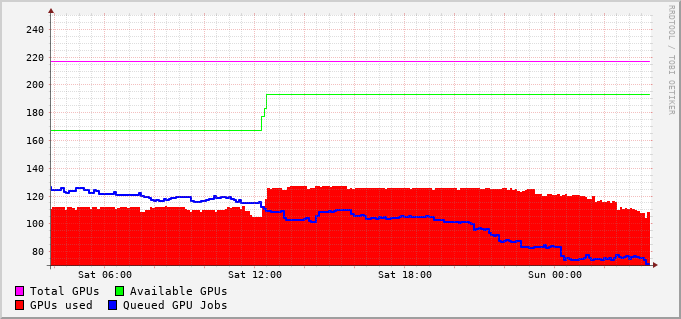 RRDTOOL / TOBI OETIKER
240
220
200
180
160
140
120
100
80
Sat 06:00 Sat 12:00 Sat 18:00 Sun 00:00
Total GPUs Available GPUs
GPUs used Queued GPU Jobs